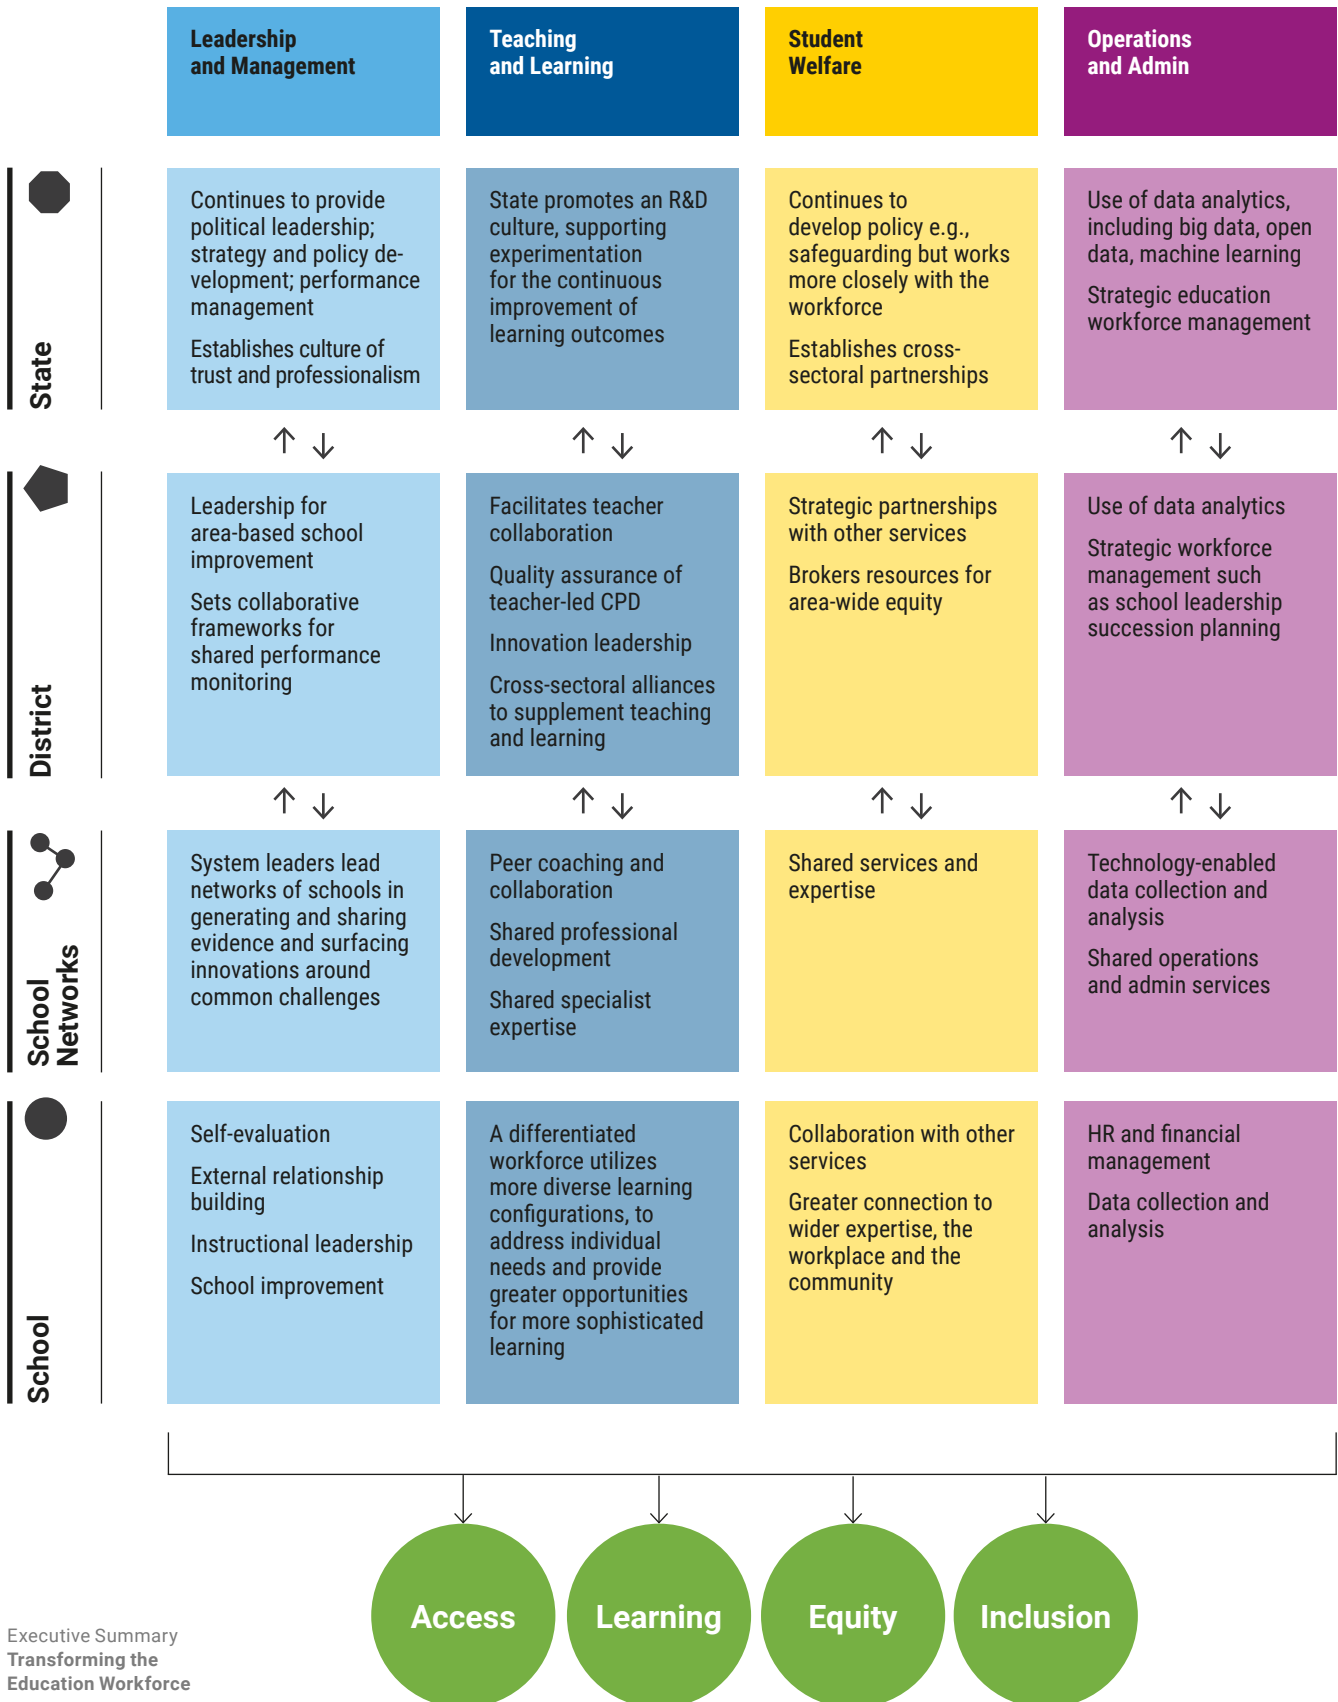 Leadership
and Management
Teaching
and Learning
Student
Welfare
Operations
and Admin
State
Continues to provide
political leadership;
strategy and policy de-
velopment; performance
management
Establishes culture of
trust and professionalism
State promotes an R&D
culture, supporting
experimentation
for the continuous
improvement of
learning outcomes
Continues to
develop policy e.g.,
safeguarding but works
more closely with the
workforce
Establishes cross-
sectoral partnerships
Use of data analytics,
including big data, open
data, machine learning
Strategic education
workforce management
District
Leadership for
area-based school
improvement
Sets collaborative
frameworks for
shared performance
monitoring
Facilitates teacher
collaboration
Quality assurance of
teacher-led CPD
Innovation leadership
Cross-sectoral alliances
to supplement teaching
and learning
Strategic partnerships
with other services
Brokers resources for
area-wide equity
Use of data analytics
Strategic workforce
management such
as school leadership
succession planning
School
Networks
System leaders lead
networks of schools in
generating and sharing
evidence and surfacing
innovations around
common challenges
Peer coaching and
collaboration
Shared professional
development
Shared specialist
expertise
Shared services and
expertise
Technology-enabled
data collection and
analysis
Shared operations
and admin services
School
Self-evaluation
External relationship
building
Instructional leadership
School improvement
A differentiated
workforce utilizes
more diverse learning
configurations, to
address individual
needs and provide
greater opportunities
for more sophisticated
learning
Collaboration with other
services
Greater connection to
wider expertise, the
workplace and the
community
HR and financial
management
Data collection and
analysis
Access
Learning
Equity
Inclusion
Executive Summary
Transforming the
Education Workforce